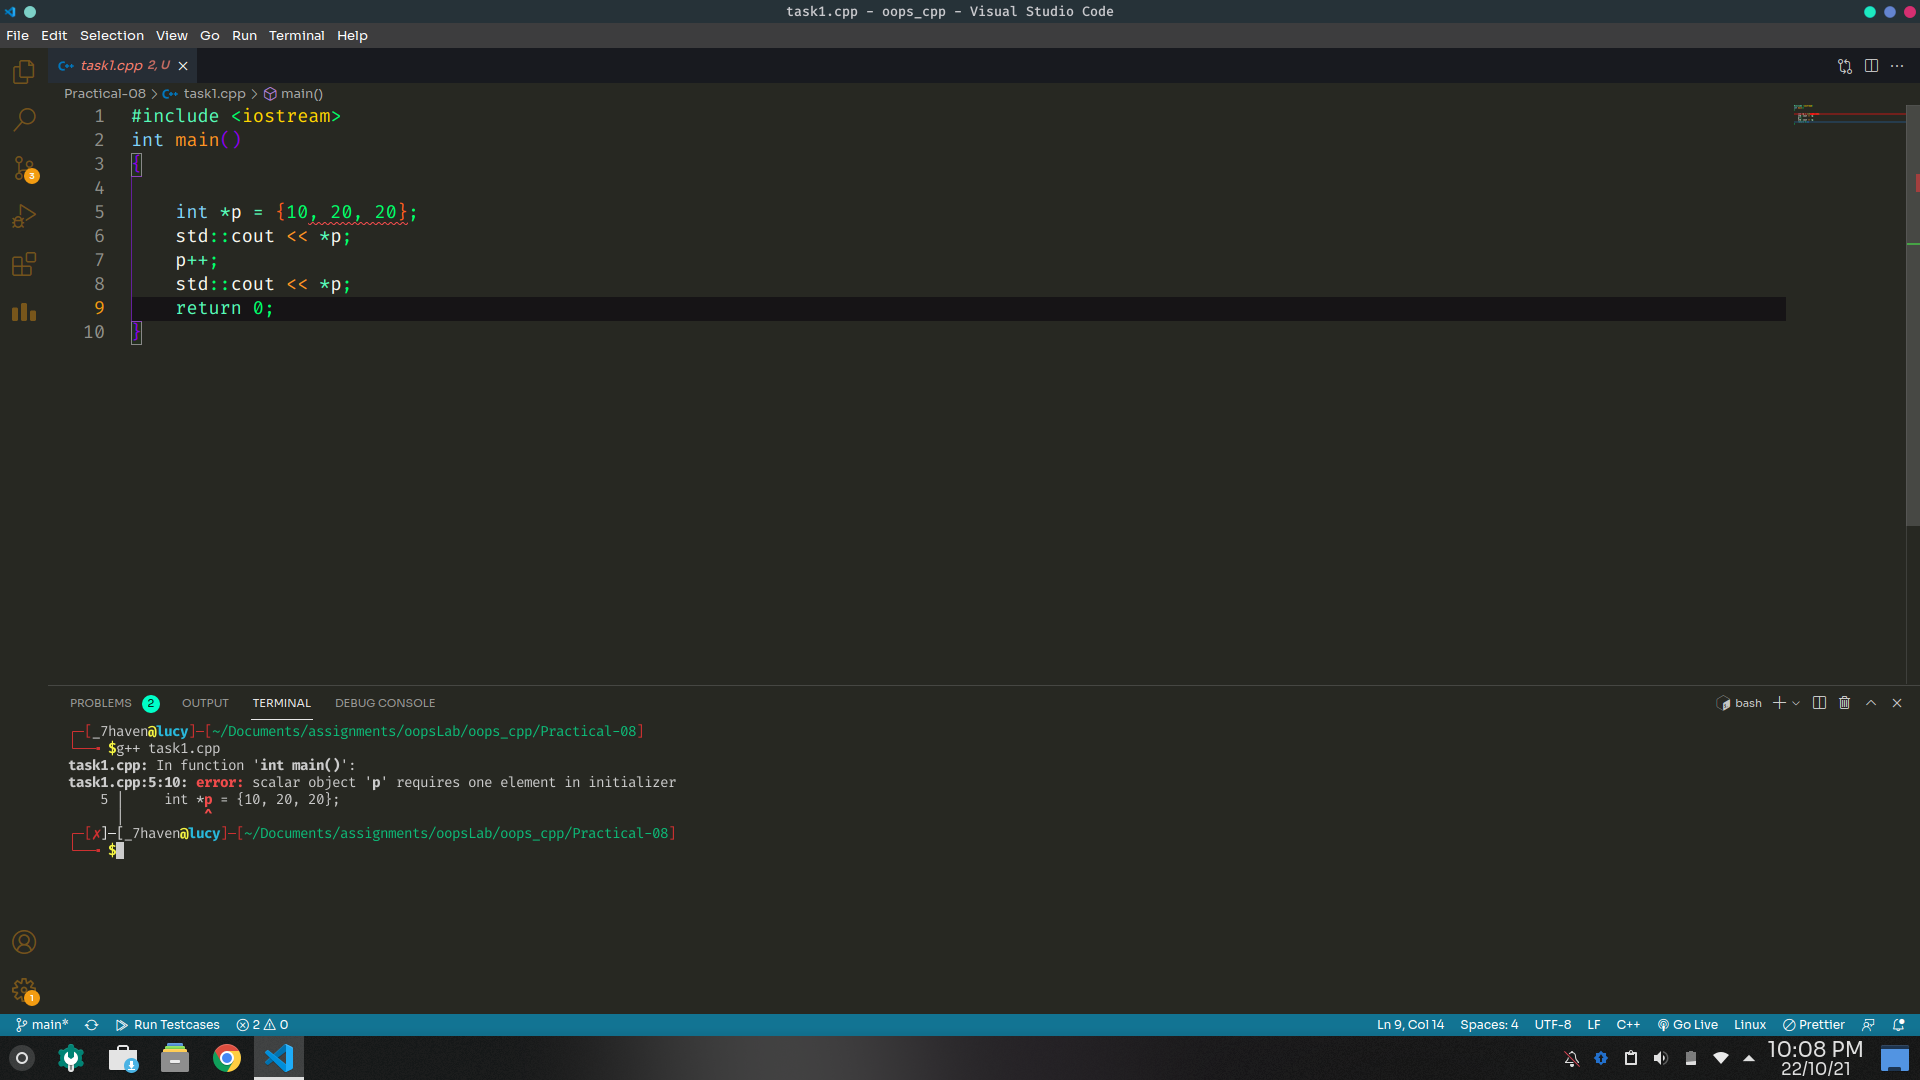 task1.cpp - oops_cpp - Visual Studio Code
File Edit Selection View Go Run Terminal Help
task1.cpp 2, U
Practical-08 > task1.cpp > main()
1 #include <iostream>
2 int main()
3 {
4
5 int *p = {10, 20, 20};
6 std::cout << *p;
7 p++;
8 std::cout << *p;
9 return 0;
10 }
3
PROBLEMS 2 OUTPUT TERMINAL DEBUG CONSOLE bash
[_7haven@lucy]-[~/Documents/assignments/oopsLab/oops_cpp/Practical-08]
$g++ task1.cpp
task1.cpp: In function 'int main()':
task1.cpp:5:10: error: scalar object 'p' requires one element in initializer
5 | int *p = {10, 20, 20};
| ^
[✗]-[_7haven@lucy]-[~/Documents/assignments/oopsLab/oops_cpp/Practical-08]
$
1
main* Run Testcases 2 0 Ln 9, Col 14 Spaces: 4 UTF-8 LF C++ Go Live Linux Prettier
10:08 PM
22/10/21